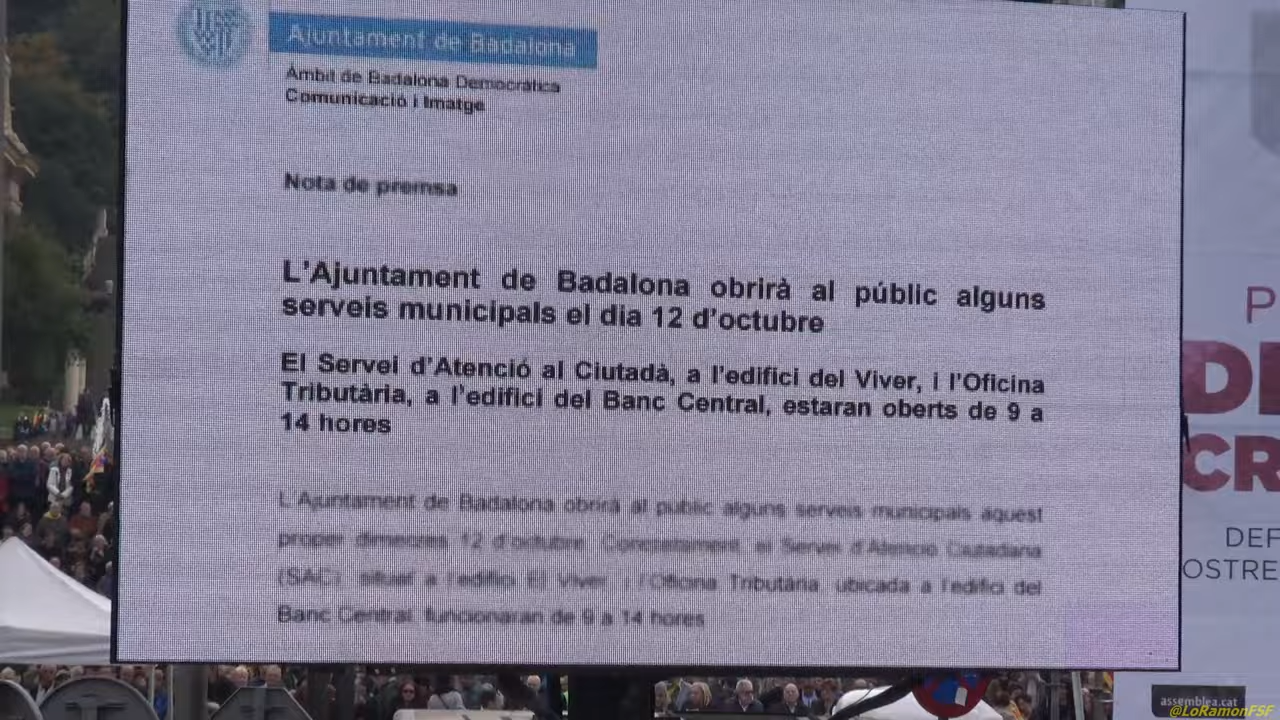 Ajuntament de Badalona
Àmbit de Badalona Democràtica
Comunicació i Imatge
Nota de premsa
L'Ajuntament de Badalona obrirà al públic alguns
serveis municipals el dia 12 d'octubre
El Servei d'Atenció al Ciutadà, a l'edifici del Viver, i l'Oficina
Tributària, a l'edifici del Banc Central, estaran oberts de 9 a
14 hores
L'Ajuntament de Badalona obrirà al públic alguns serveis municipals aquest
proper dimecres 12 d'octubre. Concretament, el Servei d'Atenció Ciutadana
(SAC), situat a l'edifici El Viver, i l'Oficina Tributària, ubicada a l'edifici del
Banc Central, funcionaran de 9 a 14 hores
P
DE
CR
DEF
OSTRE
assemblea.cat
@LoRamonFSF